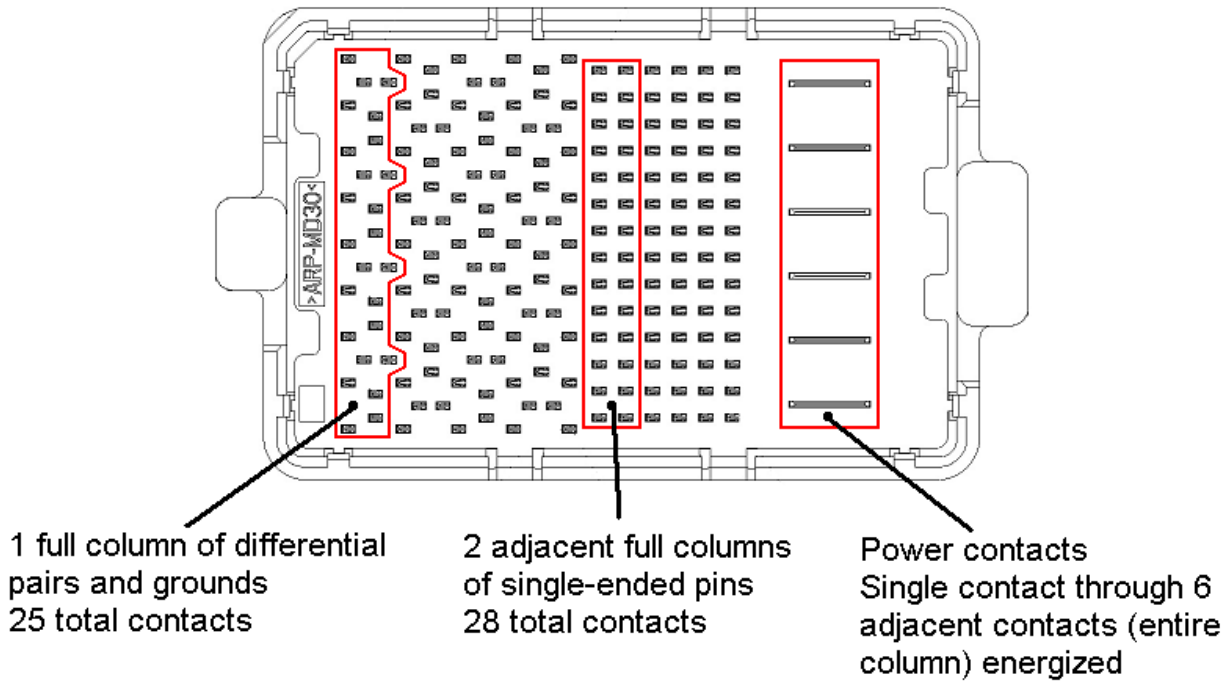 >ARP-MD30<
1 full column of differential
pairs and grounds
25 total contacts
2 adjacent full columns
of single-ended pins
28 total contacts
Power contacts
Single contact through 6
adjacent contacts (entire
column) energized